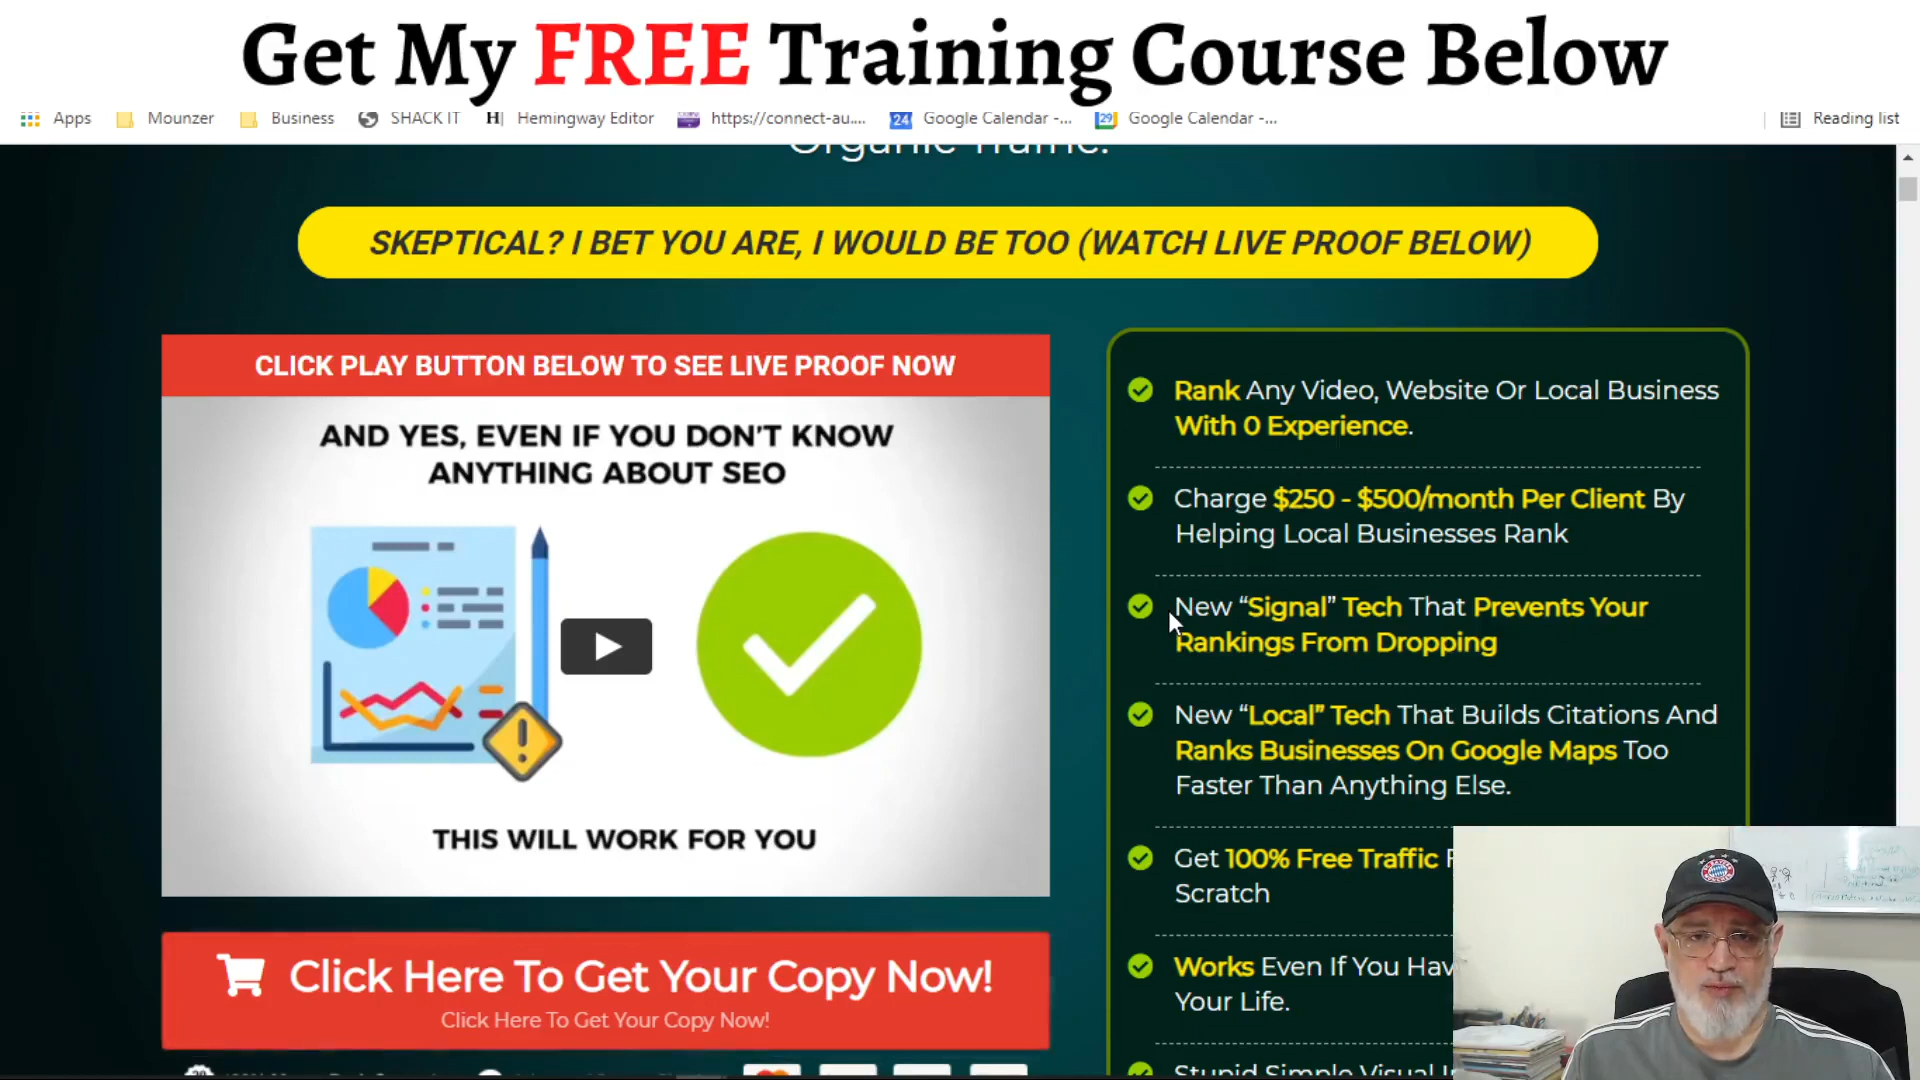 Get My FREE Training Course Below
Apps Mounzer Business SHACK IT Hemingway Editor https://connect-au.... Google Calendar -... Google Calendar -... Reading list
Organic Traffic.
SKEPTICAL? I BET YOU ARE, I WOULD BE TOO (WATCH LIVE PROOF BELOW)
CLICK PLAY BUTTON BELOW TO SEE LIVE PROOF NOW
AND YES, EVEN IF YOU DON'T KNOW
ANYTHING ABOUT SEO
THIS WILL WORK FOR YOU
Click Here To Get Your Copy Now!
Click Here To Get Your Copy Now!
Rank Any Video, Website Or Local Business
With 0 Experience.
Charge $250 - $500/month Per Client By
Helping Local Businesses Rank
New “Signal” Tech That Prevents Your
Rankings From Dropping
New “Local” Tech That Builds Citations And
Ranks Businesses On Google Maps Too
Faster Than Anything Else.
Get 100% Free Traffic
Scratch
Works Even If You Hav
Your Life.
Stupid Simple Visual